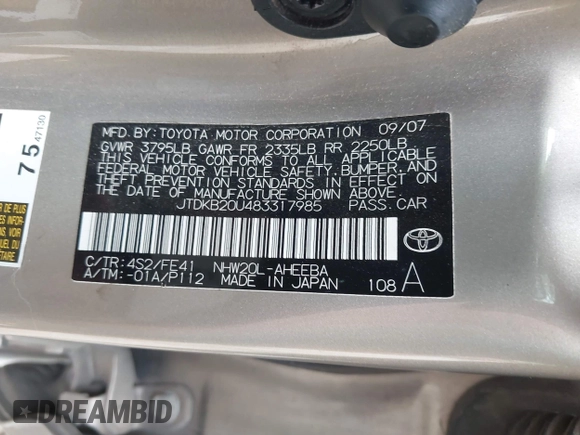 75
47130
MFD.BY:TOYOTA MOTOR CORPORATION 09/07
GVWR 3795LB GAWR FR 2335LB RR 2250LB
THIS VEHICLE CONFORMS TO ALL APPLICABLE
FEDERAL MOTOR VEHICLE SAFETY, BUMPER, AND
THEFT PREVENTION STANDARDS IN EFFECT ON
THE DATE OF MANUFACTURE SHOWN ABOVE.
JTDKB20U483317985 PASS.CAR
C/TR:4S2/FE41 NHW20L-AHEEBA
A/TM:-01A/P112 MADE IN JAPAN 108 A
TOYOTA
DREAMBID